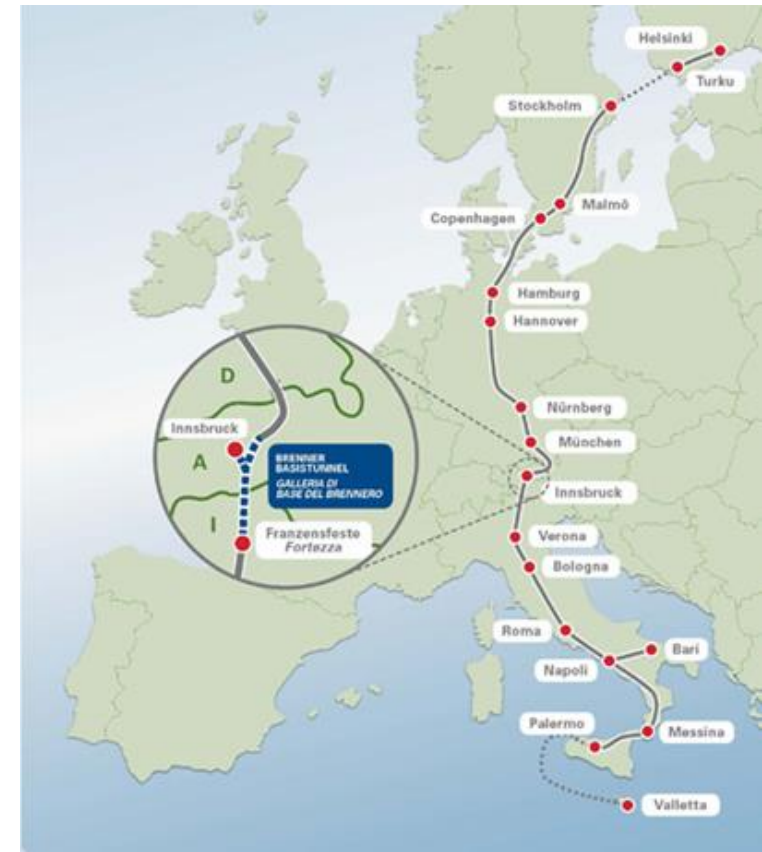 Helsinki
Turku
Stockholm
Malmö
Copenhagen
Hamburg
Hannover
D
Innsbruck
A
BRENNER
BASISTUNNEL
GALLERIA DI
BASE DEL BRENNERO
I
Franzensfeste
Fortezza
Nürnberg
München
Innsbruck
Verona
Bologna
Roma
Bari
Napoli
Palermo
Messina
Valletta